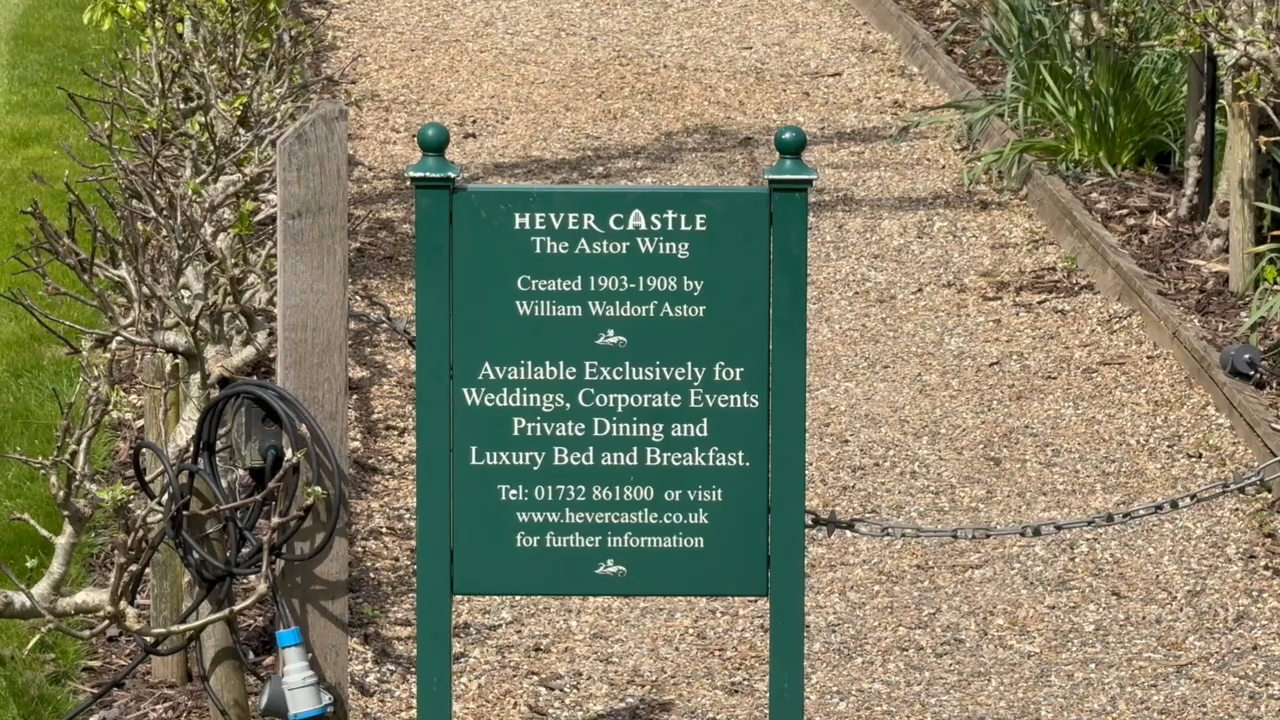 HEVER CASTLE
The Astor Wing
Created 1903-1908 by
William Waldorf Astor
Available Exclusively for
Weddings, Corporate Events
Private Dining and
Luxury Bed and Breakfast.
Tel: 01732 861800 or visit
www.hevercastle.co.uk
for further information